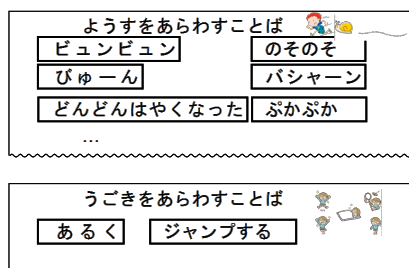 ようすをあらわすことば
ビュンビュン のそのそ
びゅーん バシャーン
どんどんはやくなった ぷかぷか
…
うごきをあらわすことば
あるく ジャンプする